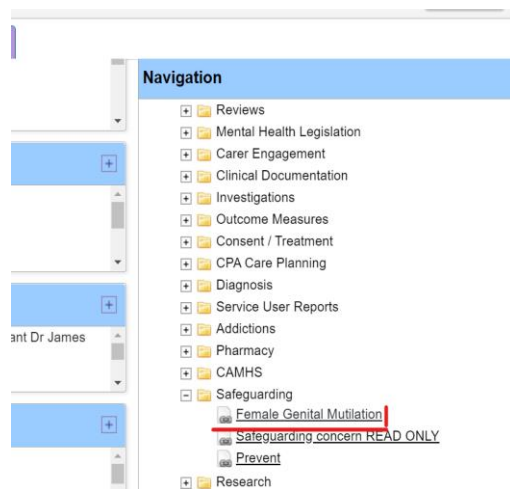 Navigation
Reviews
Mental Health Legislation
Carer Engagement
Clinical Documentation
Investigations
Outcome Measures
Consent / Treatment
CPA Care Planning
Diagnosis
Service User Reports
ant Dr James
Addictions
Pharmacy
CAMHS
Safeguarding
Female Genital Mutilation
Safeguarding concern READ ONLY
Prevent
Research